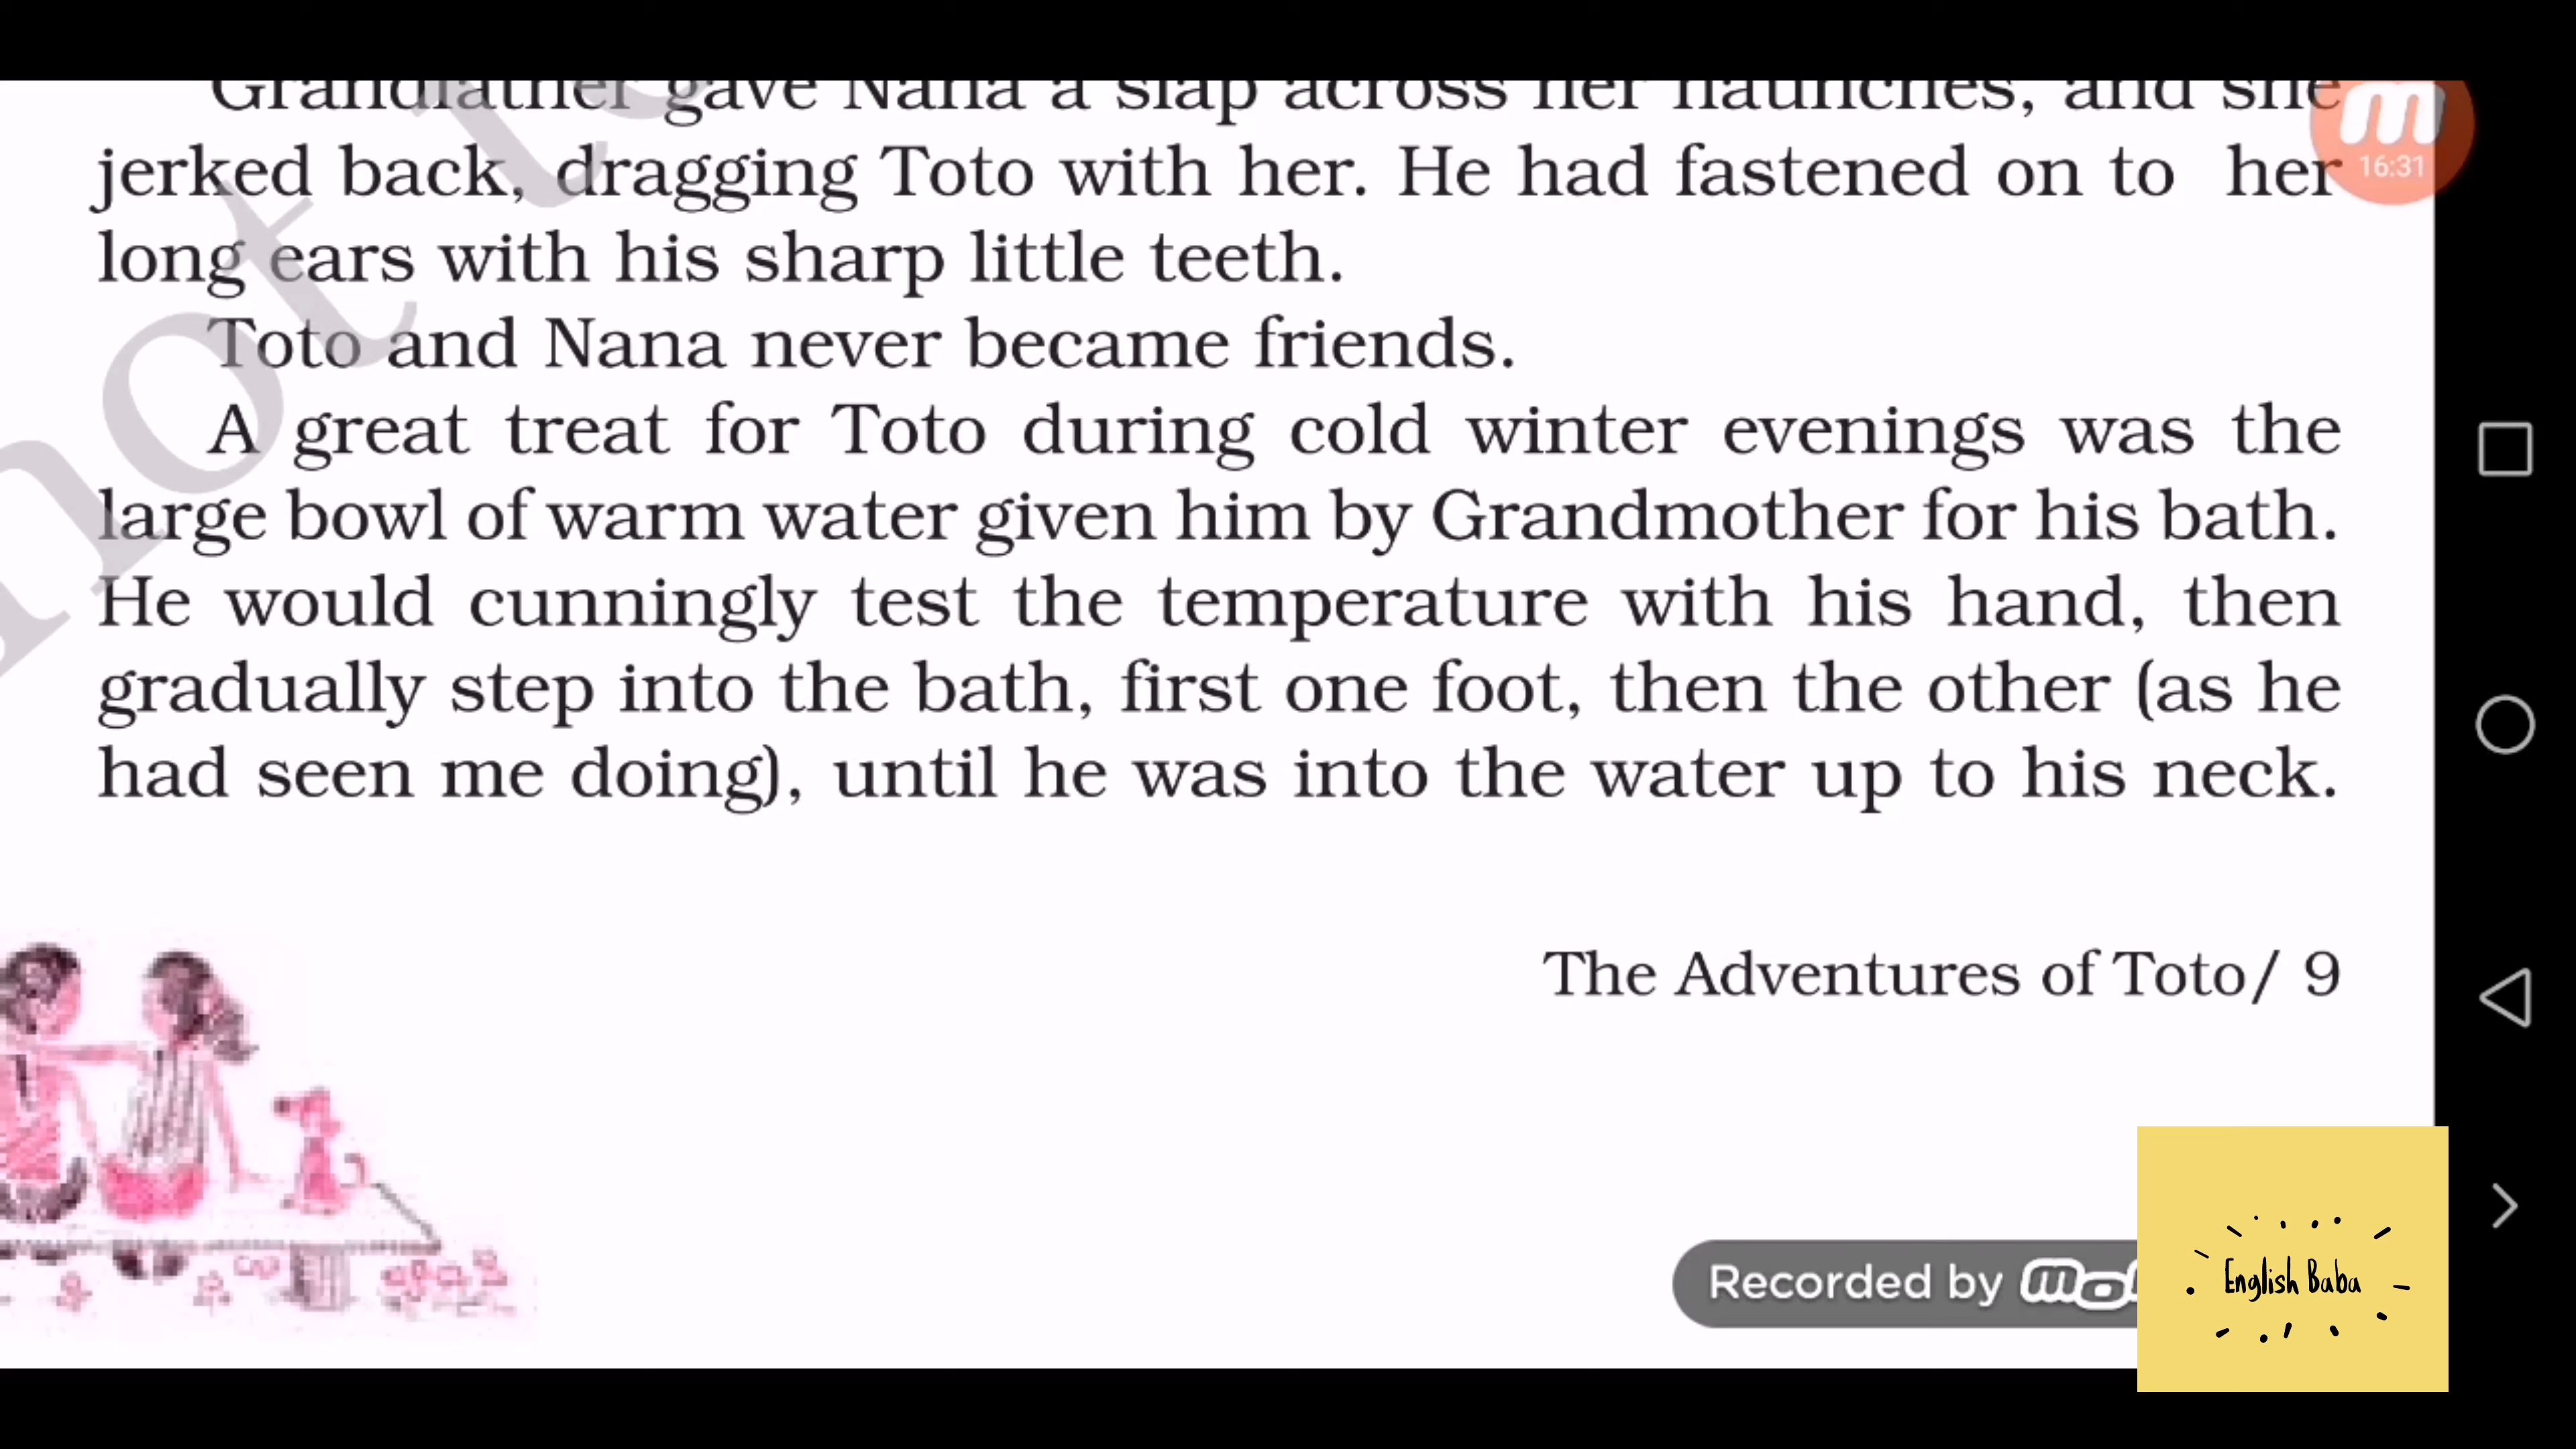 Grandfather gave Nana a slap across her haunches, and she
jerked back, dragging Toto with her. He had fastened on to her
long ears with his sharp little teeth.
Toto and Nana never became friends.
A great treat for Toto during cold winter evenings was the
large bowl of warm water given him by Grandmother for his bath.
He would cunningly test the temperature with his hand, then
gradually step into the bath, first one foot, then the other (as he
had seen me doing), until he was into the water up to his neck.
The Adventures of Toto/ 9
not t
16:31
Recorded by
English Baba